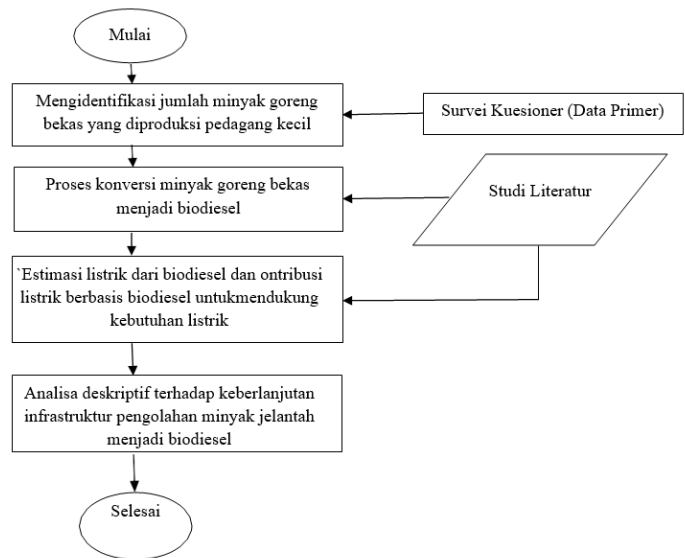 Mulai
Mengidentifikasi jumlah minyak goreng
bekas yang diproduksi pedagang kecil
Survei Kuesioner (Data Primer)
Proses konversi minyak goreng bekas
menjadi biodiesel
Studi Literatur
`Estimasi listrik dari biodiesel dan ontribusi
listrik berbasis biodiesel untukmendukung
kebutuhan listrik
Analisa deskriptif terhadap keberlanjutan
infrastruktur pengolahan minyak jelantah
menjadi biodiesel
Selesai